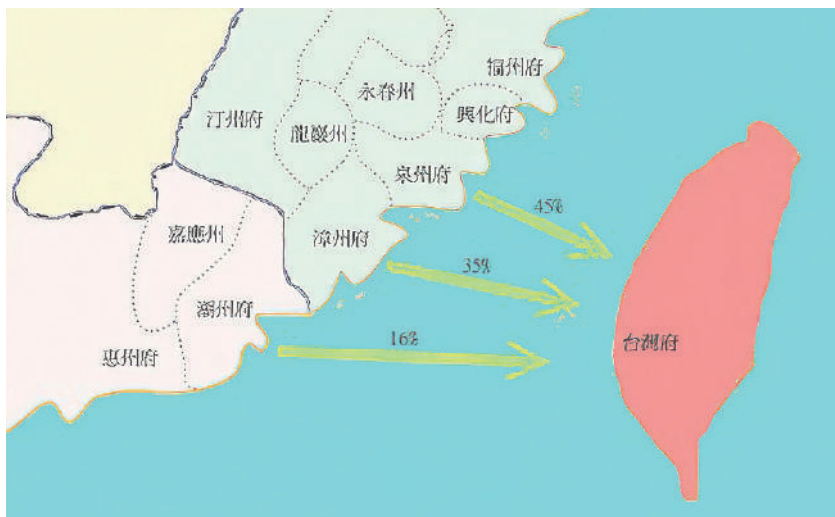 福州府
永春州
興化府
汀州府
龍巖州
泉州府
45%
嘉應州
漳州府
35%
潮州府
16%
惠州府
台灣府